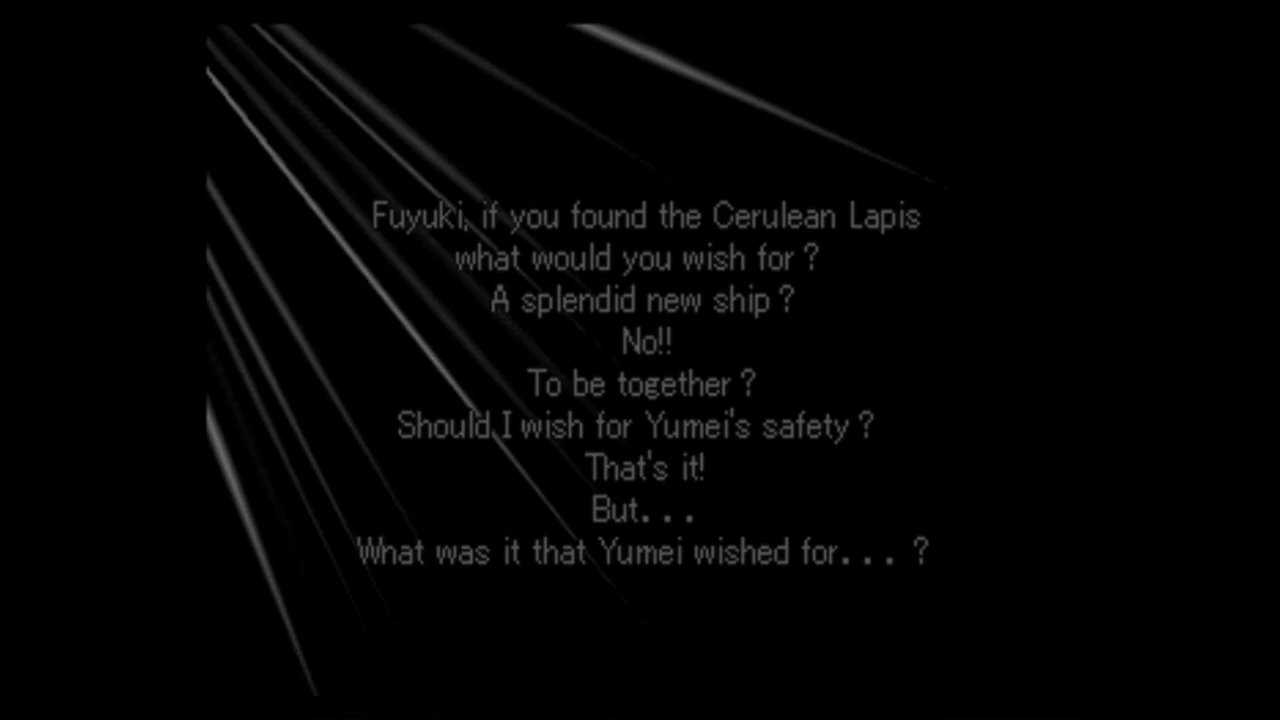 Fuyuki, if you found the Cerulean Lapis
what would you wish for ?
A splendid new ship ?
No!!
To be together ?
Should I wish for Yumei's safety ?
That's it!
But...
What was it that Yumei wished for... ?